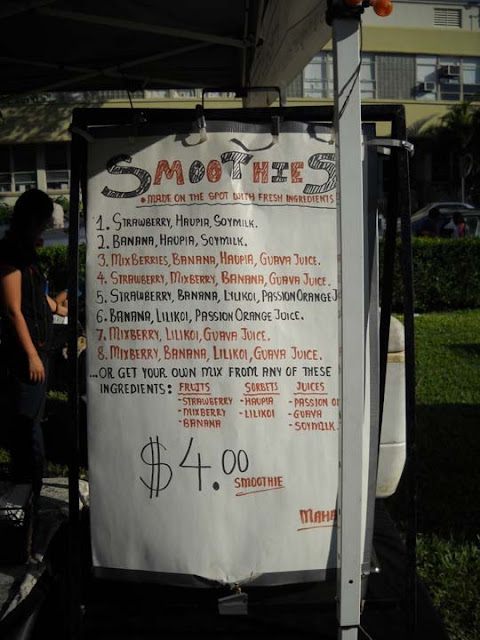 SMOOTHIES
• MADE ON THE SPOT WITH FRESH INGREDIENTS
1. STRAWBERRY, HAUPIA, SOYMILK.
2. BANANA, HAUPIA, SOYMILK.
3. MIXBERRIES, BANANA, HAUPIA, GUAVA JUICE.
4. STRAWBERRY, MIXBERRY, BANANA, GUAVA JUICE.
5. STRAWBERRY, BANANA, LYLIKOI, PASSION ORANGE J
6. BANANA, LILIKOI, PASSION ORANGE JUICE.
7. MIXBERRY, LILIKOI, GUAVA JUICE.
8. MIXBERRY, BANANA, LILIKOI, GUAVA JUICE.
...OR GET YOUR OWN MIX FROM ANY OF THESE
INGREDIENTS: FRUITS SORBETS JUICES
-STRAWBERRY -HAUPIA -PASSION O
-MIXBERRY -LILIKOI -GUAVA
-BANANA -SOYMILK.
$4.00
SMOOTHIE
MAHA